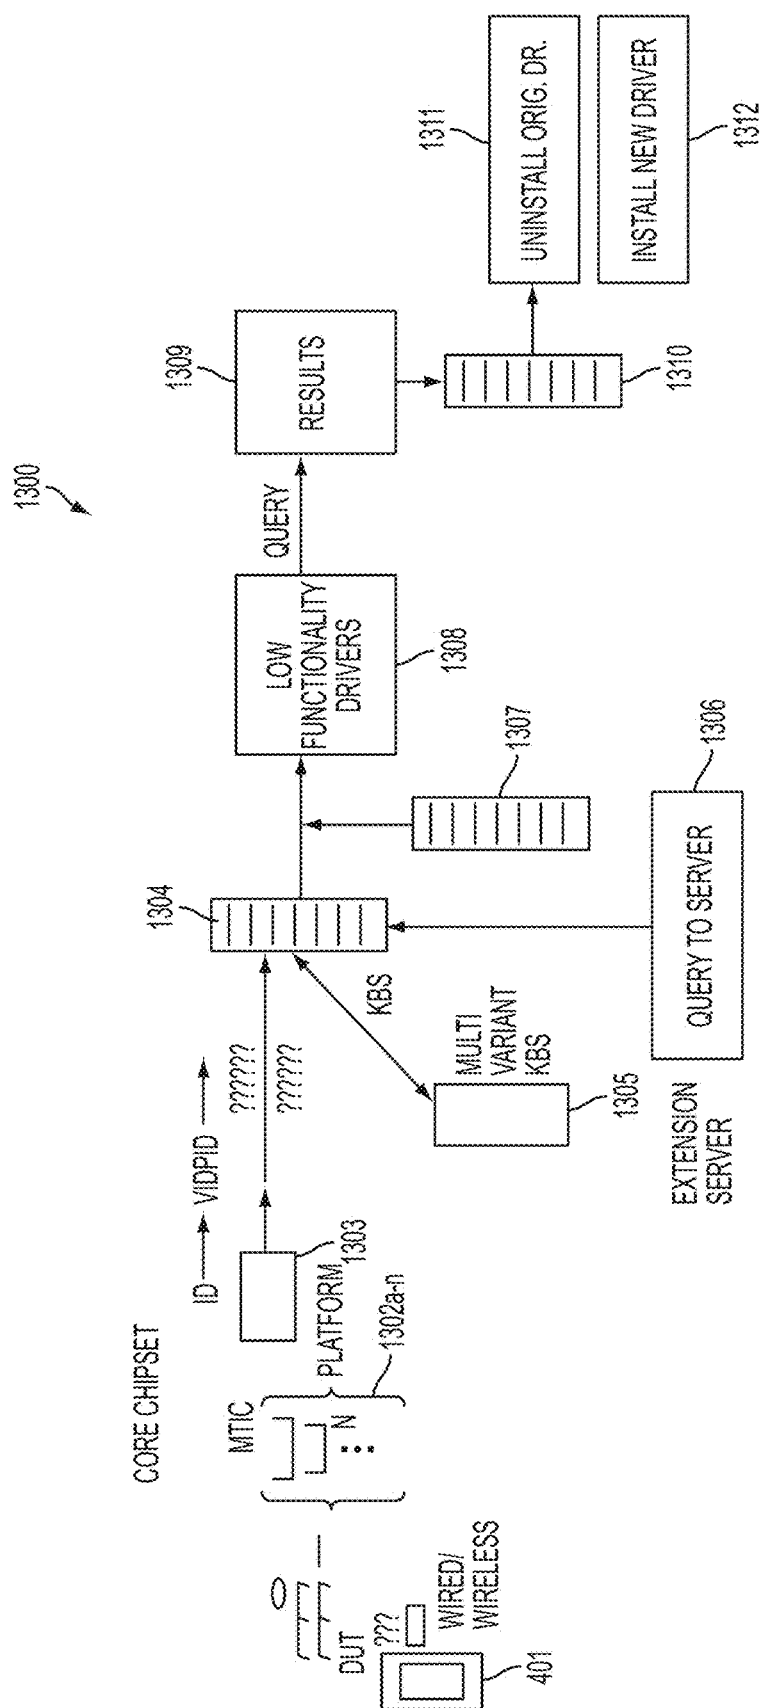 1300
CORE CHIPSET
ID
VIDPID
??????
??????
1304
1309
RESULTS
QUERY
LOW
FUNCTIONALITY
DRIVERS
1308
1311
UNINSTALL ORIG. DR.
INSTALL NEW DRIVER
1312
1310
1307
1303
PLATFORM
1302a-n
MTIC
N
KBS
MULTI
VARIANT
KBS
1305
EXTENSION
SERVER
QUERY TO SERVER
1306
DUT
???
WIRED/
WIRELESS
401